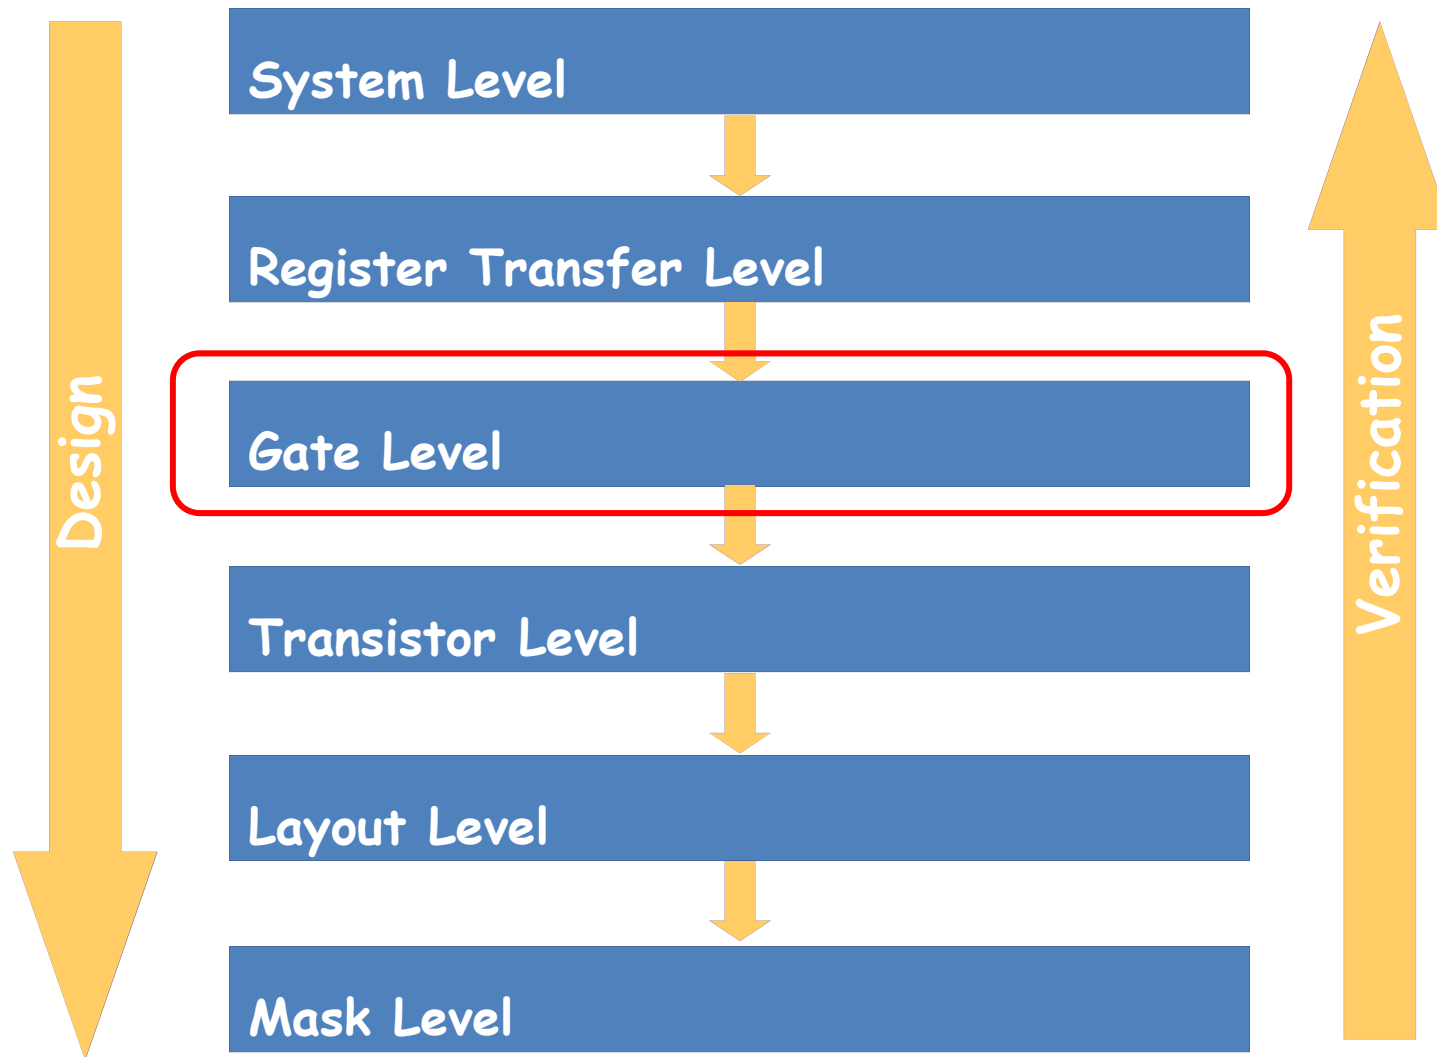 System Level
Register Transfer Level
Gate Level
Transistor Level
Layout Level
Mask Level
Design
Verification